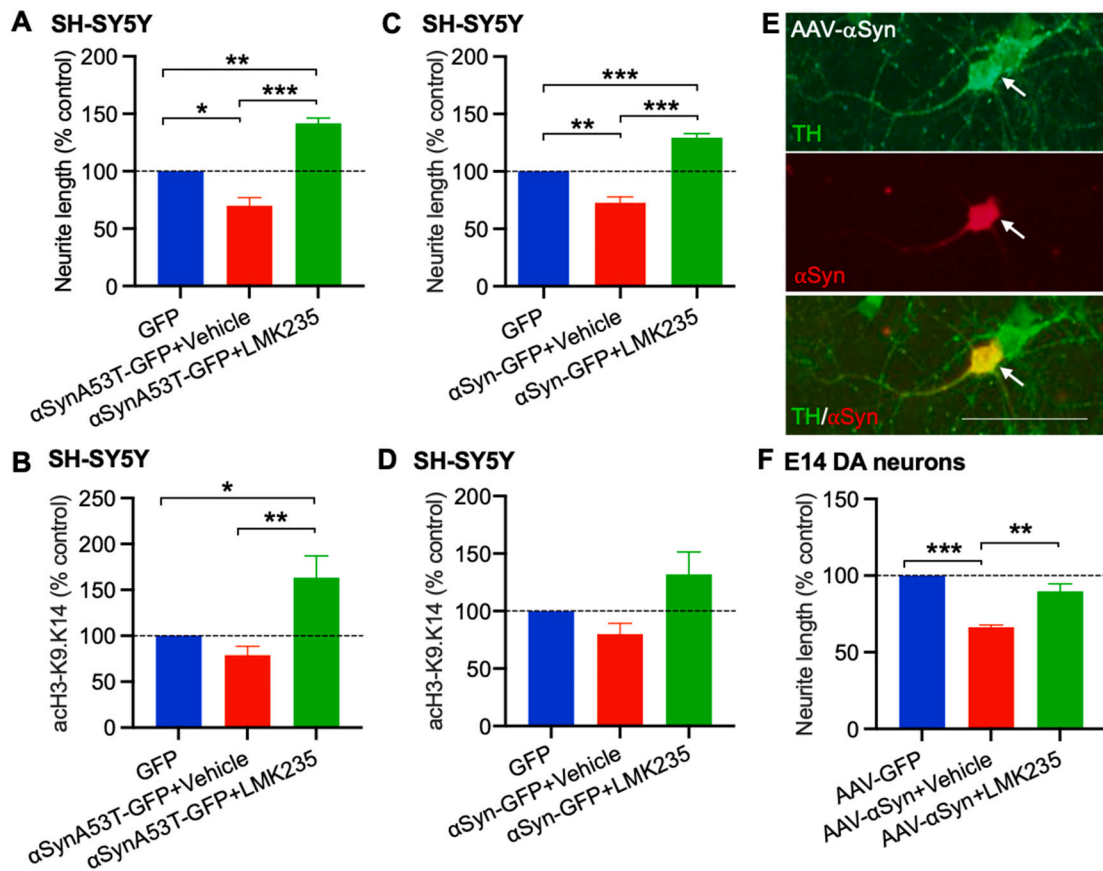 A SH-SY5Y
Neurite length (% control)
200
150
100
50
0
**
*
***
GFP
αSynA53T-GFP+Vehicle
αSynA53T-GFP+LMK235
C SH-SY5Y
Neurite length (% control)
200
150
100
50
0
***
**
***
GFP
αSyn-GFP+Vehicle
αSyn-GFP+LMK235
E
AAV-αSyn
TH
αSyn
TH/αSyn
B SH-SY5Y
acH3-K9.K14 (% control)
250
200
150
100
50
0
*
**
GFP
αSynA53T-GFP+Vehicle
αSynA53T-GFP+LMK235
D SH-SY5Y
acH3-K9.K14 (% control)
200
150
100
50
0
GFP
αSyn-GFP+Vehicle
αSyn-GFP+LMK235
F E14 DA neurons
Neurite length (% control)
150
100
50
0
***
**
AAV-GFP
AAV-αSyn+Vehicle
AAV-αSyn+LMK235